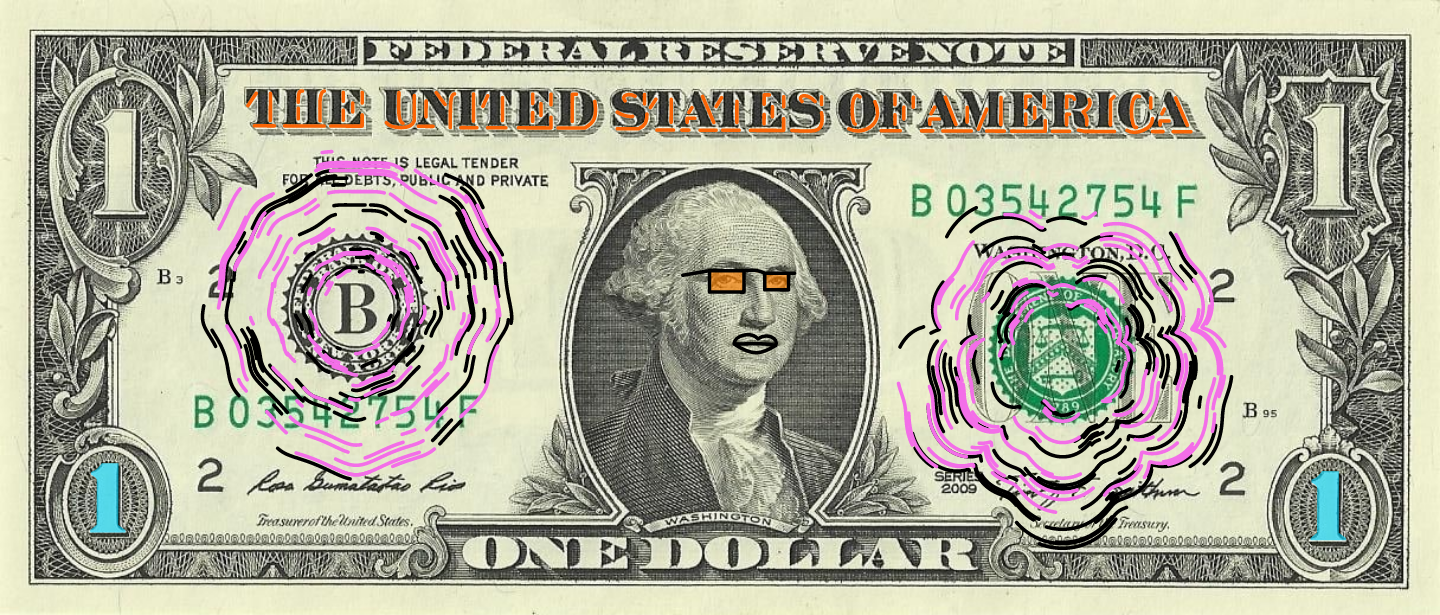 FEDERAL RESERVE NOTE
THE UNITED STATES OF AMERICA
1
1
THIS NOTE IS LEGAL TENDER
FOR ALL DEBTS, PUBLIC AND PRIVATE
B 03542754 F
WASHINGTON, D.C.
B3
2
B
2
B 03542754 F
B 95
2
Rosa Gumataotao Rios
SERIES
2009
2
Treasurer of the United States.
WASHINGTON
Secretary of the Treasury.
1
ONE DOLLAR
1